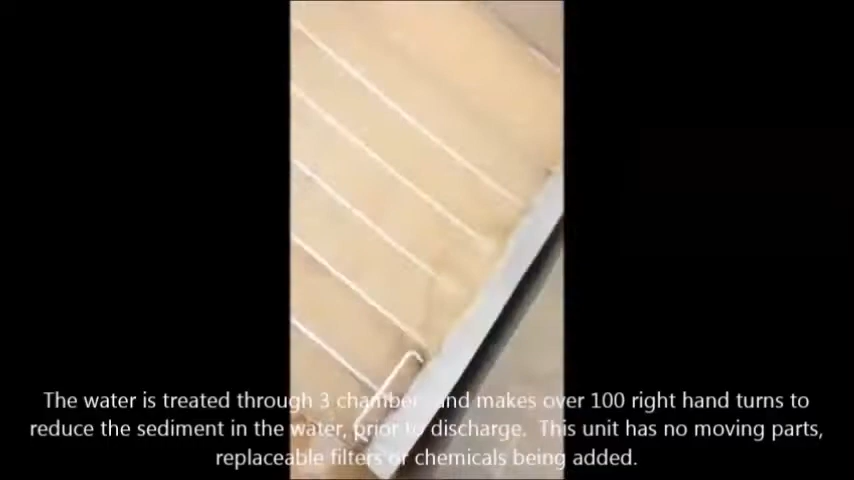 The water is treated through 3 chamber and makes over 100 right hand turns to
reduce the sediment in the water, prior to discharge. This unit has no moving parts,
replaceable filters or chemicals being added.